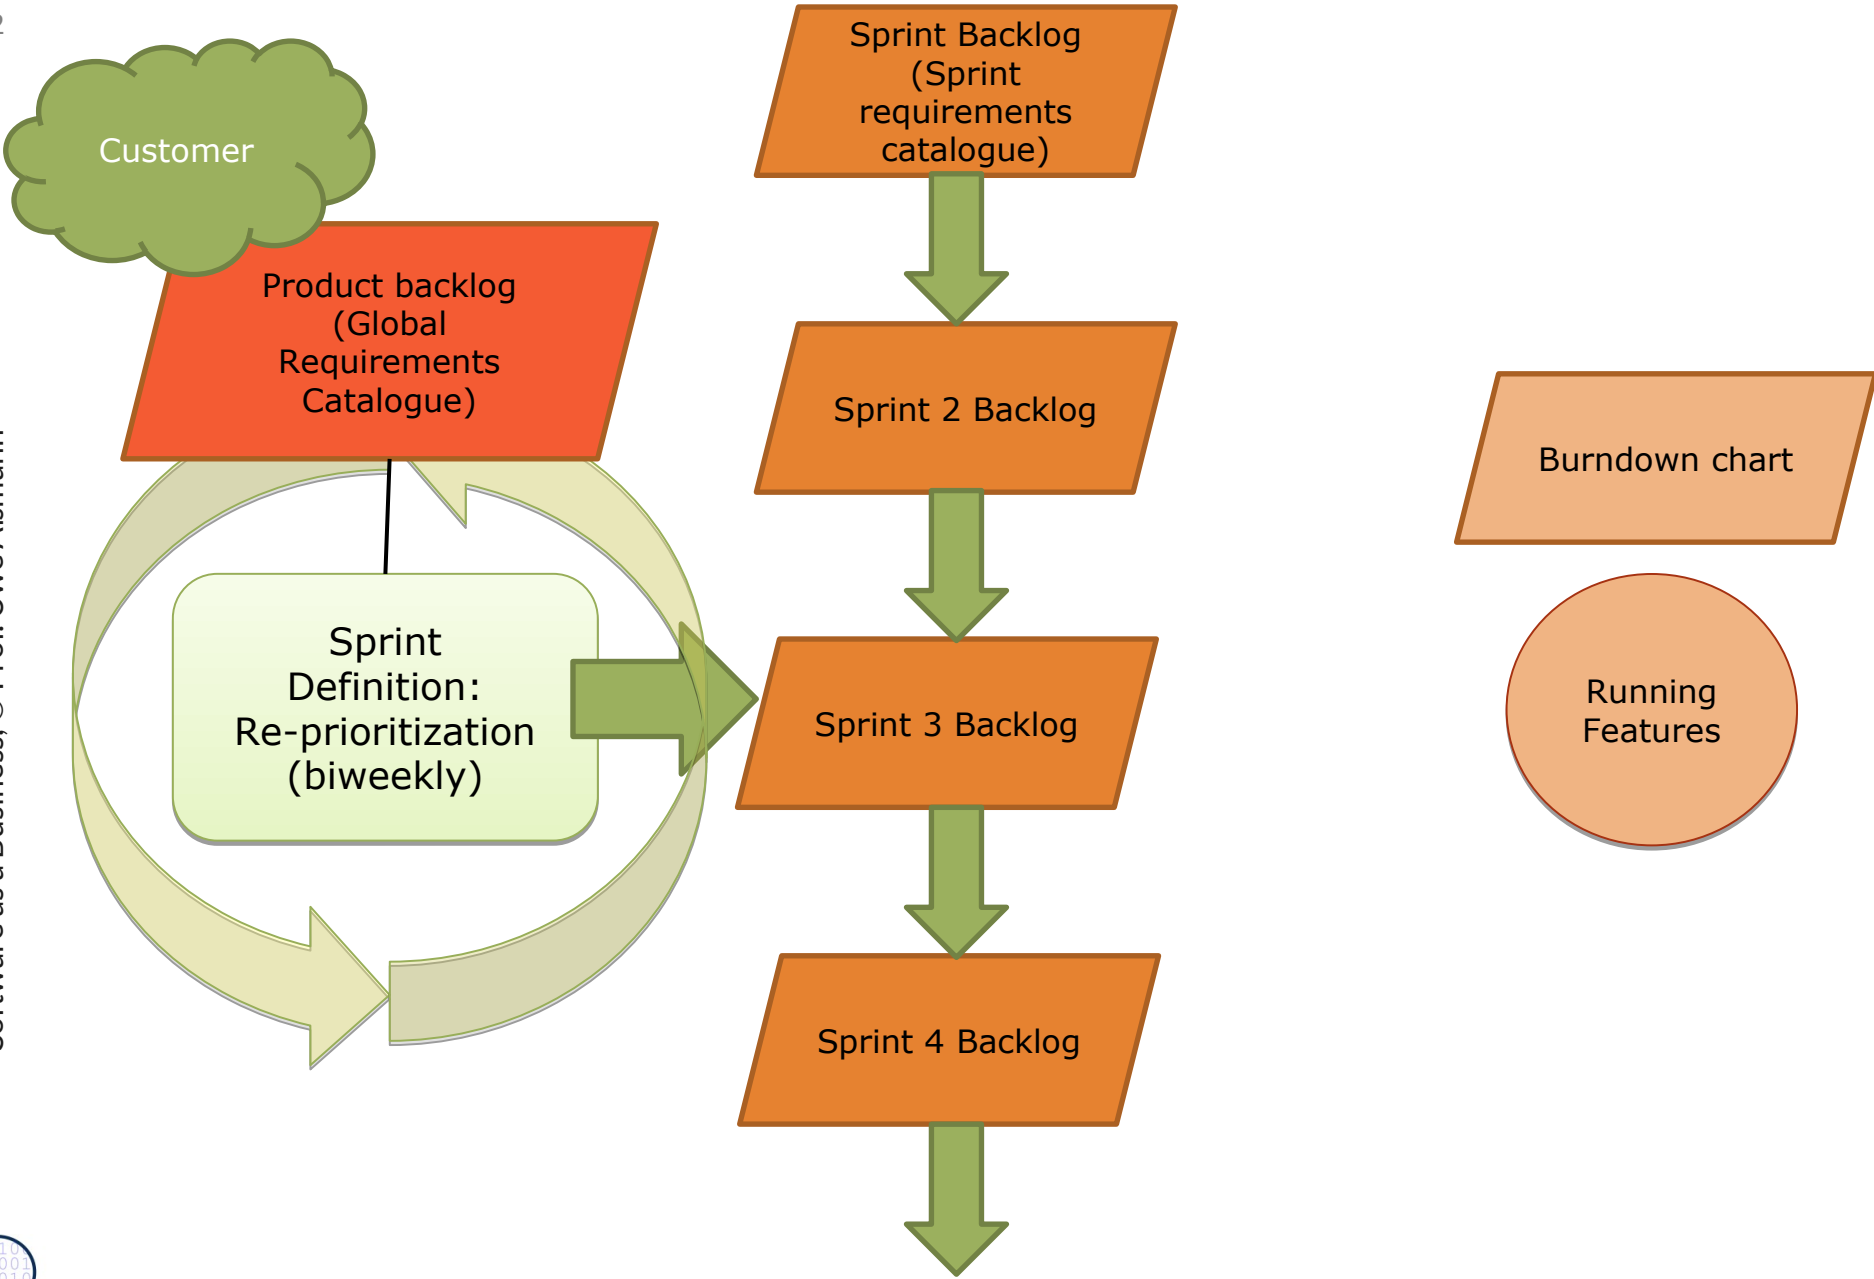 Customer
Product backlog
(Global
Requirements
Catalogue)
Sprint
Definition:
Re-prioritization
(biweekly)
Sprint Backlog
(Sprint
requirements
catalogue)
Sprint 2 Backlog
Sprint 3 Backlog
Sprint 4 Backlog
Burndown chart
Running
Features